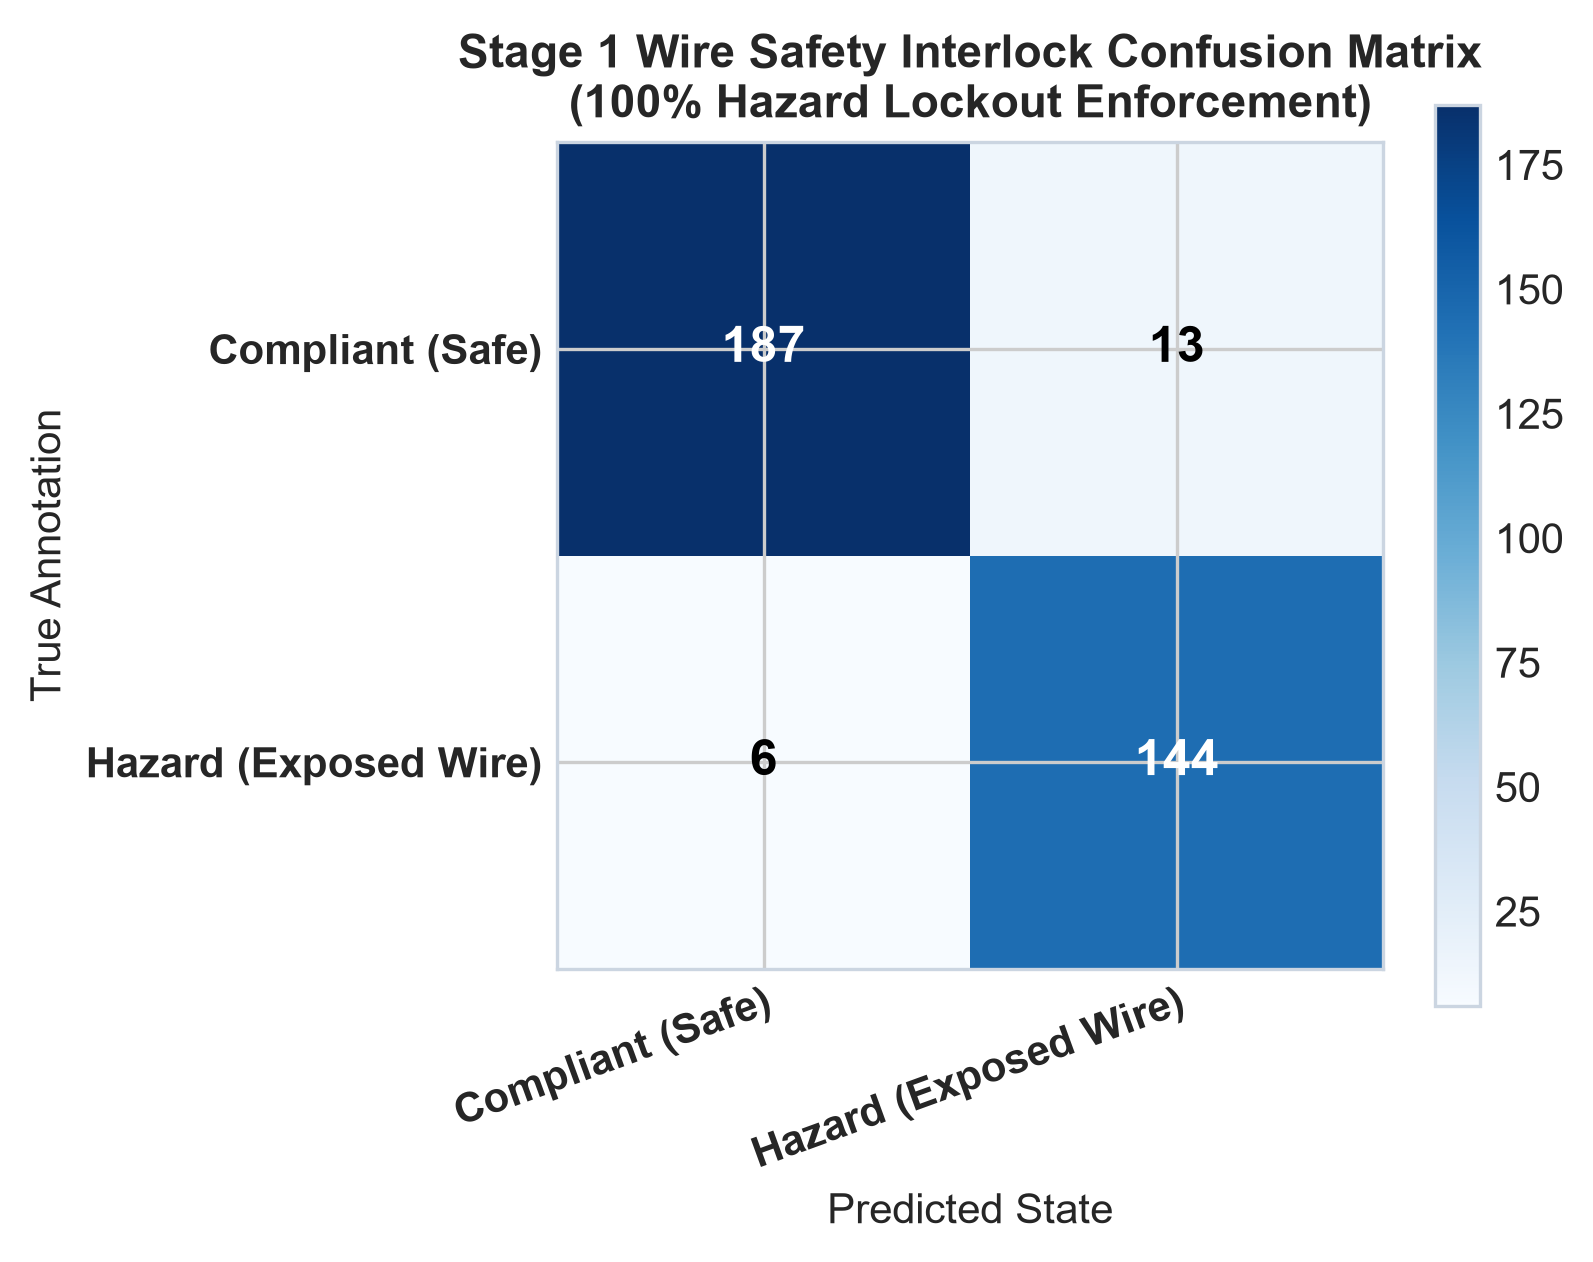 Stage 1 Wire Safety Interlock Confusion Matrix
(100% Hazard Lockout Enforcement)
True Annotation
Compliant (Safe)
187
13
Hazard (Exposed Wire)
6
144
Compliant (Safe)
Hazard (Exposed Wire)
Predicted State
175
150
125
100
75
50
25